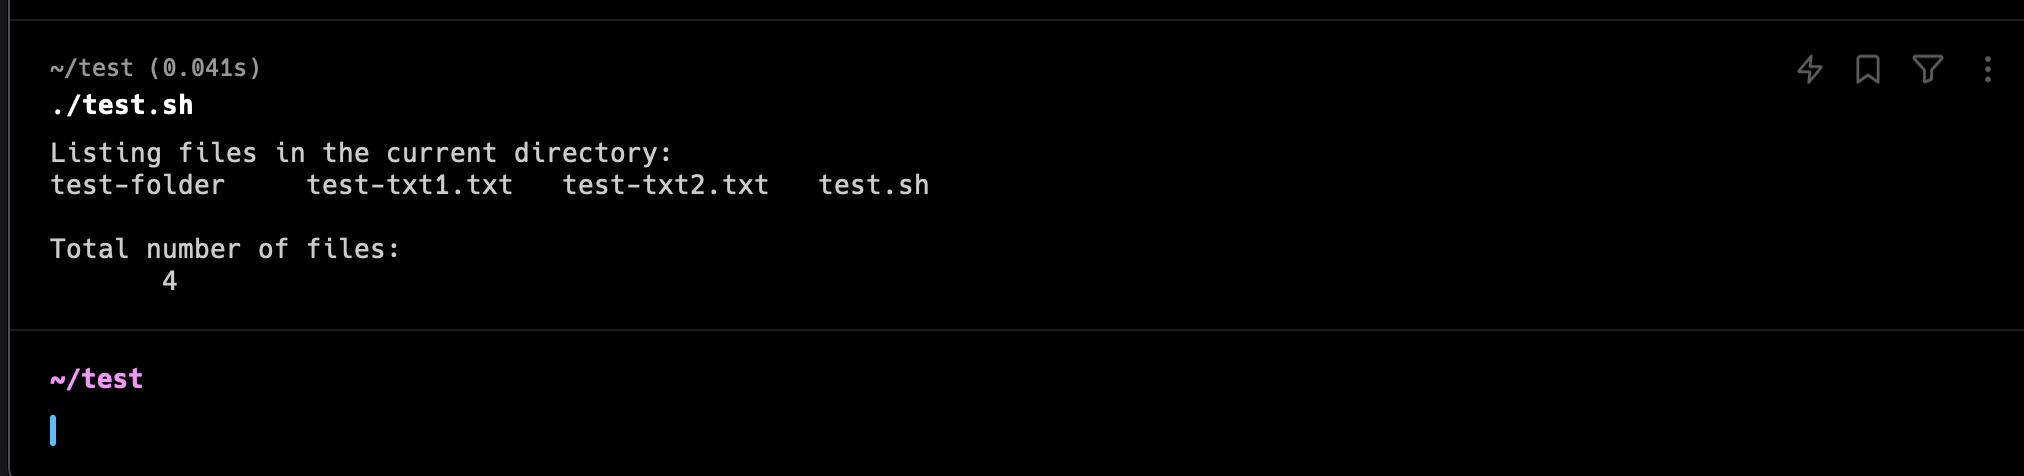 ~/test (0.041s)
./test.sh
Listing files in the current directory:
test-folder     test-txt1.txt   test-txt2.txt   test.sh
Total number of files:
       4
~/test